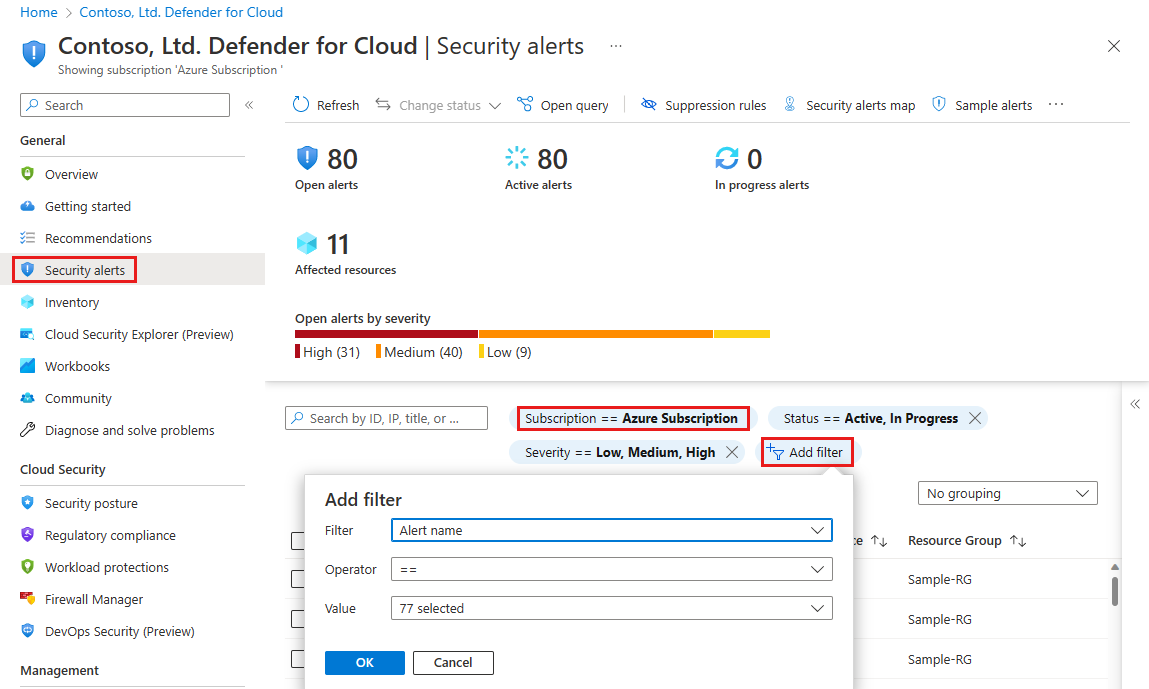 Home > Contoso, Ltd. Defender for Cloud
Contoso, Ltd. Defender for Cloud | Security alerts ...
Showing subscription 'Azure Subscription '
Search
General
Overview
Getting started
Recommendations
Security alerts
Inventory
Cloud Security Explorer (Preview)
Workbooks
Community
Diagnose and solve problems
Cloud Security
Security posture
Regulatory compliance
Workload protections
Firewall Manager
DevOps Security (Preview)
Management
Refresh Change status Open query Suppression rules Security alerts map Sample alerts ...
80 80 0
Open alerts Active alerts In progress alerts
11
Affected resources
Open alerts by severity
High (31) Medium (40) Low (9)
Search by ID, IP, title, or ... Subscription == Azure Subscription Status == Active, In Progress
Severity == Low, Medium, High Add filter
No grouping
Add filter
Filter Alert name
Operator ==
Value 77 selected
OK Cancel
Resource Group
Sample-RG
Sample-RG
Sample-RG